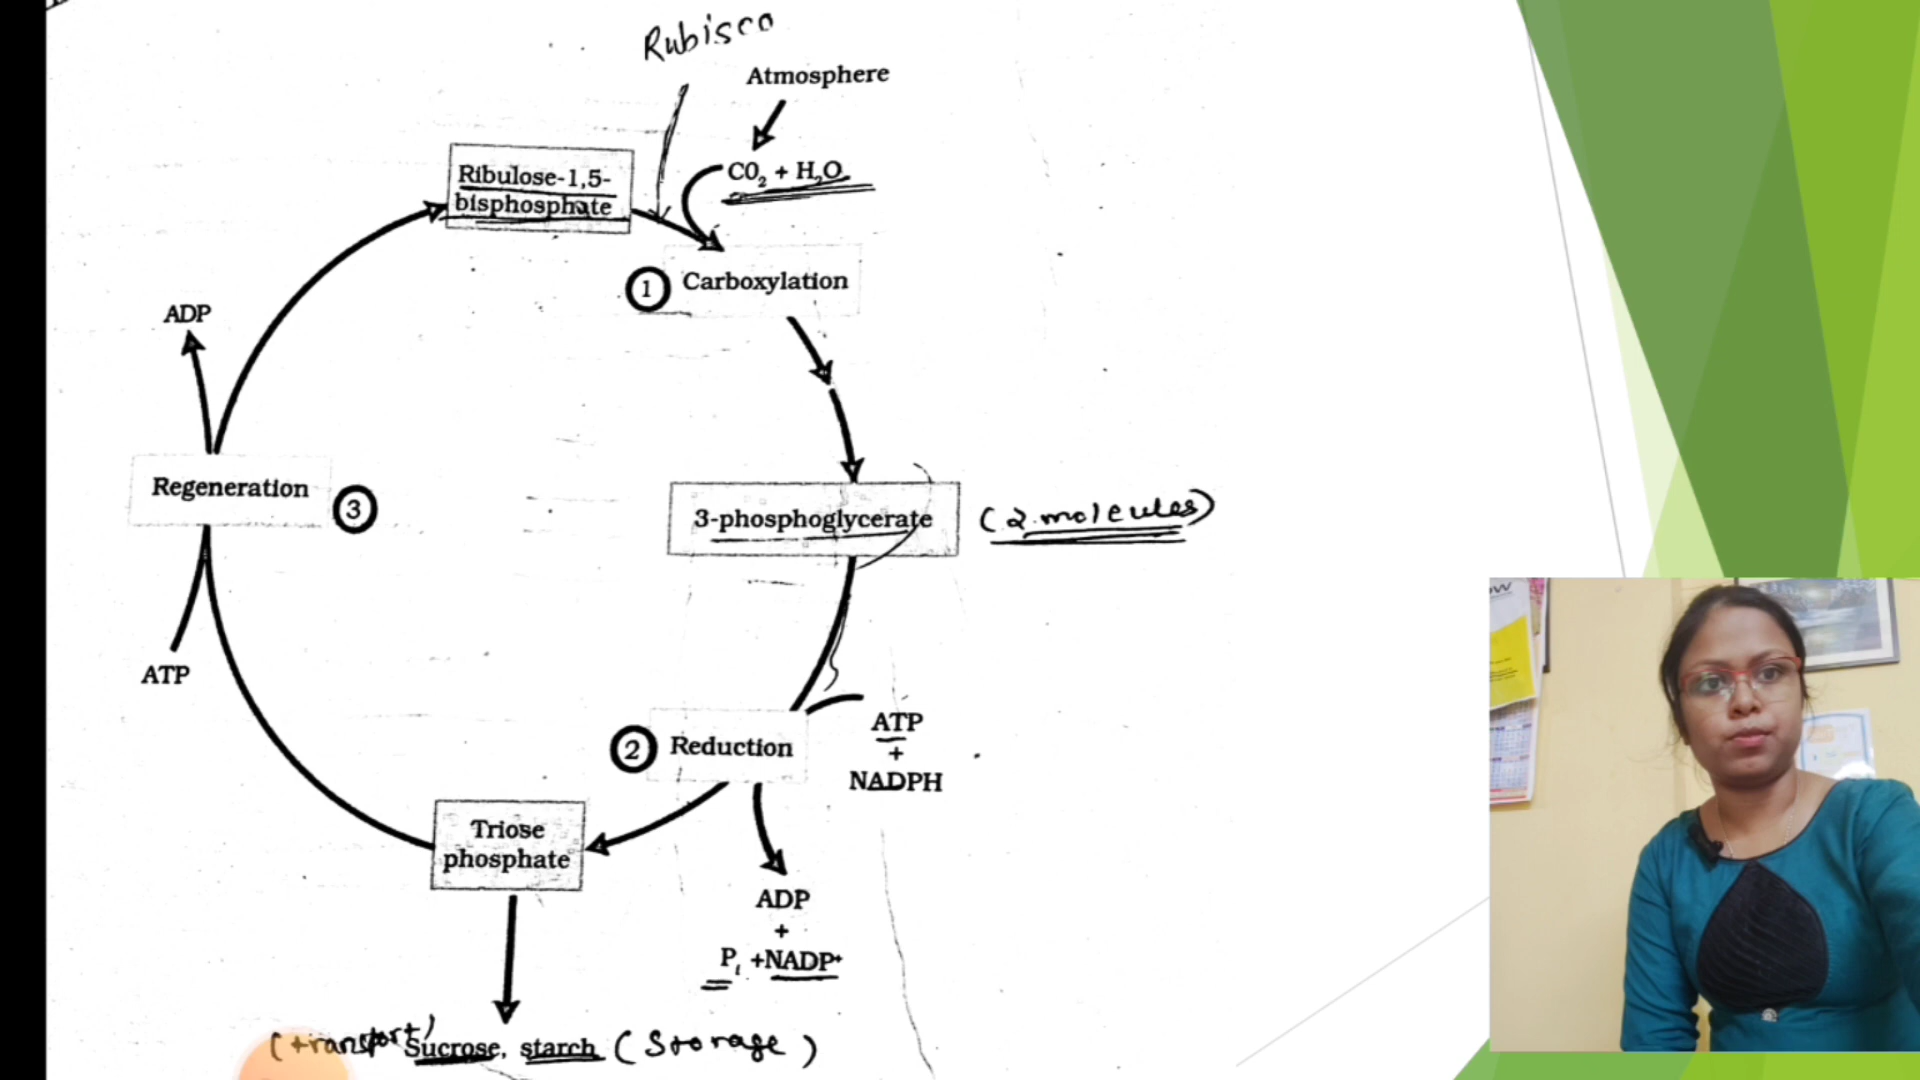 Rubisco
Atmosphere
CO₂ + H₂O
Ribulose-1,5-
bisphosphate
1 Carboxylation
ADP
Regeneration 3
3-phosphoglycerate (2 molecules)
ATP
ATP
+
NADPH
2 Reduction
Triose
phosphate
ADP
+
Pi +NADP⁺
(transport) Sucrose, starch (Storage)